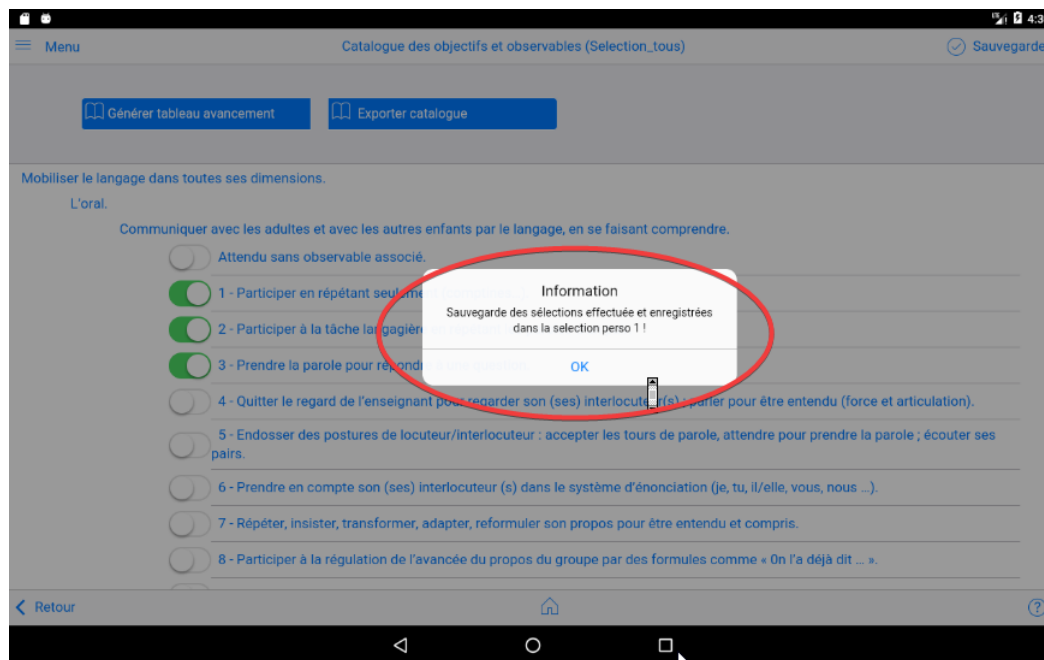 4:3
Menu
Catalogue des objectifs et observables (Selection_tous)
Sauvegarde
Générer tableau avancement
Exporter catalogue
Mobiliser le langage dans toutes ses dimensions.
L'oral.
Communiquer avec les adultes et avec les autres enfants par le langage, en se faisant comprendre.
Attendu sans observable associé.
1 - Participer en répétant seulement
2 - Participer à la tâche langagière
3 - Prendre la parole pour répondre
Information
Sauvegarde des sélections effectuée et enregistrées
dans la selection perso 1 !
OK
4 - Quitter le regard de l'enseignant pour regarder son (ses) interlocuteur(s) ; parler pour être entendu (force et articulation).
5 - Endosser des postures de locuteur/interlocuteur : accepter les tours de parole, attendre pour prendre la parole ; écouter ses
pairs.
6 - Prendre en compte son (ses) interlocuteur (s) dans le système d'énonciation (je, tu, il/elle, vous, nous ...).
7 - Répéter, insister, transformer, adapter, reformuler son propos pour être entendu et compris.
8 - Participer à la régulation de l'avancée du propos du groupe par des formules comme « 0n l'a déjà dit ... ».
Retour